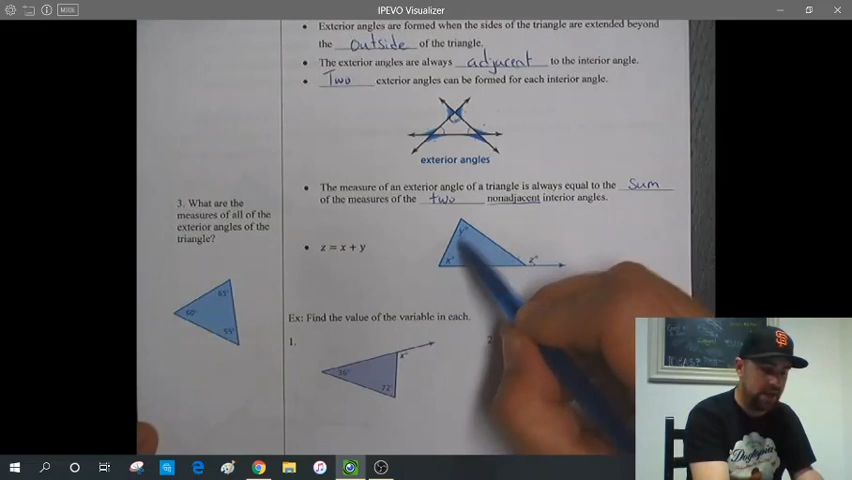 IPEVO Visualizer
MODE
• Exterior angles are formed when the sides of the triangle are extended beyond
the outside of the triangle.
• The exterior angles are always adjacent to the interior angle.
• Two exterior angles can be formed for each interior angle.
exterior angles
• The measure of an exterior angle of a triangle is always equal to the sum
of the measures of the two nonadjacent interior angles.
3. What are the
measures of all of the
exterior angles of the
triangle?
y°
• z = x + y
x°
z°
65°
60°
55°
Ex: Find the value of the variable in each.
1.
2
x°
36°
72°
SF
Dogtopia